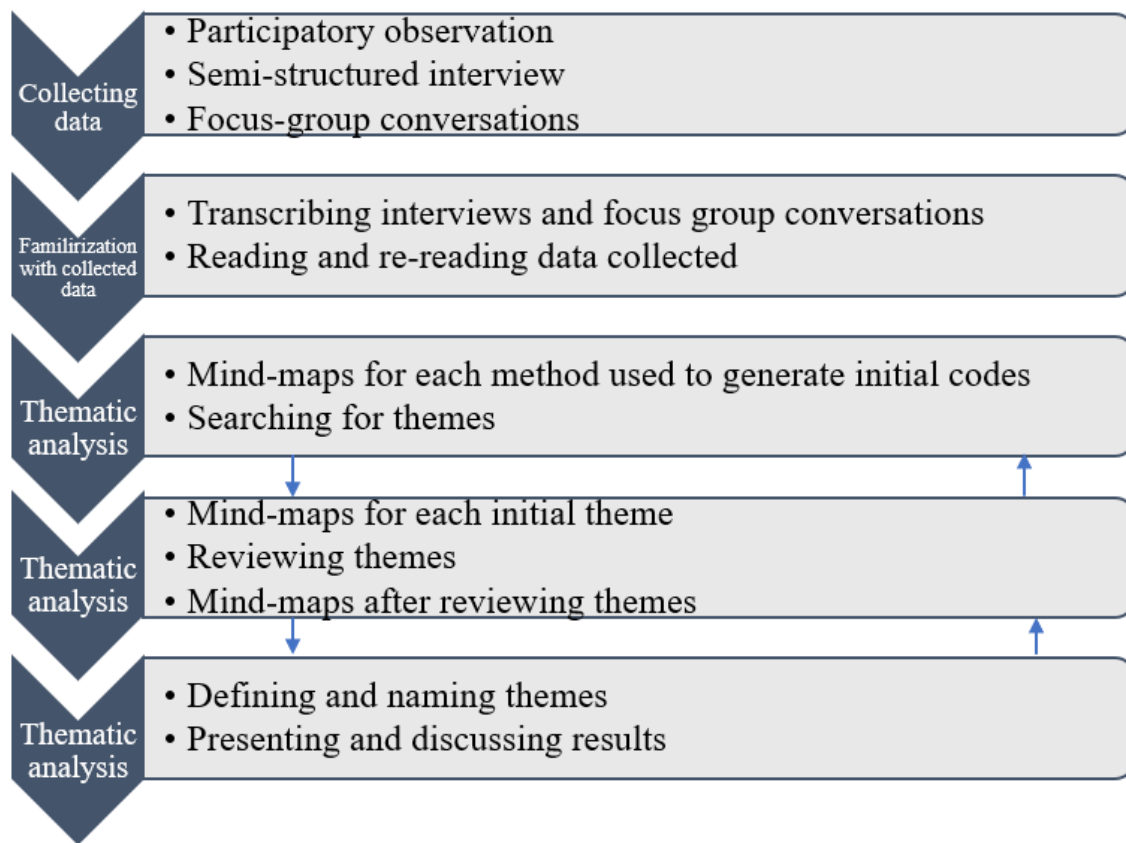 Collecting
data
• Participatory observation
• Semi-structured interview
• Focus-group conversations
Familirization
with collected
data
• Transcribing interviews and focus group conversations
• Reading and re-reading data collected
Thematic
analysis
• Mind-maps for each method used to generate initial codes
• Searching for themes
Thematic
analysis
• Mind-maps for each initial theme
• Reviewing themes
• Mind-maps after reviewing themes
Thematic
analysis
• Defining and naming themes
• Presenting and discussing results